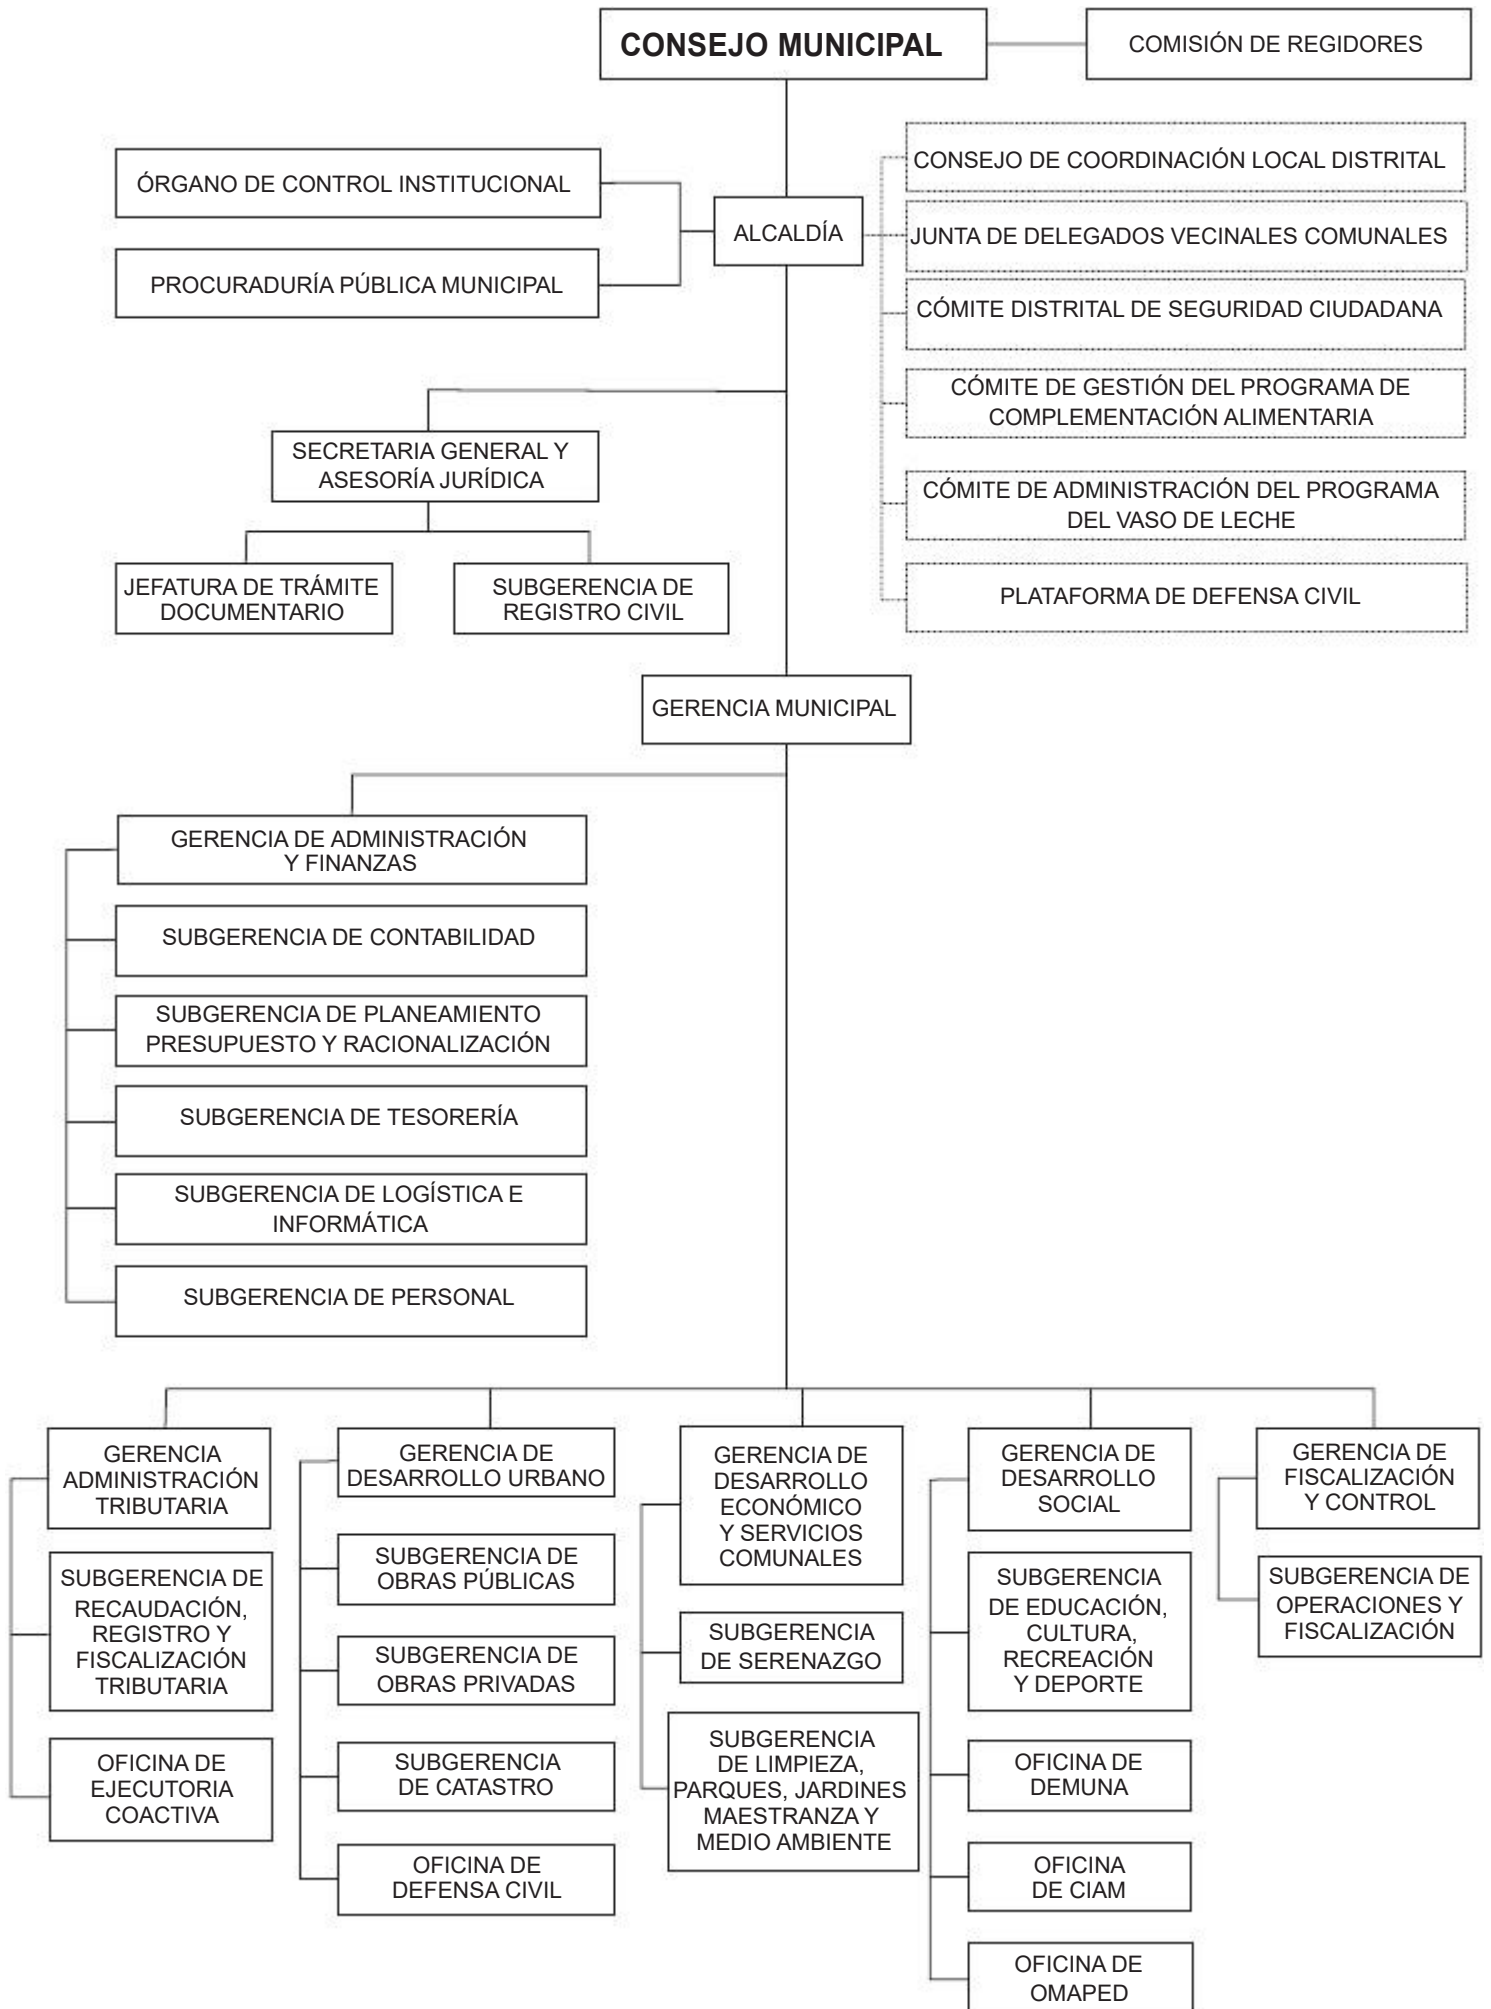 CONSEJO MUNICIPAL
COMISIÓN DE REGIDORES
ÓRGANO DE CONTROL INSTITUCIONAL
PROCURADURÍA PÚBLICA MUNICIPAL
ALCALDÍA
CONSEJO DE COORDINACIÓN LOCAL DISTRITAL
JUNTA DE DELEGADOS VECINALES COMUNALES
CÓMITE DISTRITAL DE SEGURIDAD CIUDADANA
CÓMITE DE GESTIÓN DEL PROGRAMA DE
COMPLEMENTACIÓN ALIMENTARIA
CÓMITE DE ADMINISTRACIÓN DEL PROGRAMA
DEL VASO DE LECHE
PLATAFORMA DE DEFENSA CIVIL
SECRETARIA GENERAL Y
ASESORÍA JURÍDICA
JEFATURA DE TRÁMITE
DOCUMENTARIO
SUBGERENCIA DE
REGISTRO CIVIL
GERENCIA MUNICIPAL
GERENCIA DE ADMINISTRACIÓN
Y FINANZAS
SUBGERENCIA DE CONTABILIDAD
SUBGERENCIA DE PLANEAMIENTO
PRESUPUESTO Y RACIONALIZACIÓN
SUBGERENCIA DE TESORERÍA
SUBGERENCIA DE LOGÍSTICA E
INFORMÁTICA
SUBGERENCIA DE PERSONAL
GERENCIA
ADMINISTRACIÓN
TRIBUTARIA
SUBGERENCIA DE
RECAUDACIÓN,
REGISTRO Y
FISCALIZACIÓN
TRIBUTARIA
OFICINA DE
EJECUTORIA
COACTIVA
GERENCIA DE
DESARROLLO URBANO
SUBGERENCIA DE
OBRAS PÚBLICAS
SUBGERENCIA DE
OBRAS PRIVADAS
SUBGERENCIA
DE CATASTRO
OFICINA DE
DEFENSA CIVIL
GERENCIA DE
DESARROLLO
ECONÓMICO
Y SERVICIOS
COMUNALES
SUBGERENCIA
DE SERENAZGO
SUBGERENCIA
DE LIMPIEZA,
PARQUES, JARDINES
MAESTRANZA Y
MEDIO AMBIENTE
GERENCIA DE
DESARROLLO
SOCIAL
SUBGERENCIA
DE EDUCACIÓN,
CULTURA,
RECREACIÓN
Y DEPORTE
OFICINA DE
DEMUNA
OFICINA
DE CIAM
OFICINA DE
OMAPED
GERENCIA DE
FISCALIZACIÓN
Y CONTROL
SUBGERENCIA DE
OPERACIONES Y
FISCALIZACIÓN